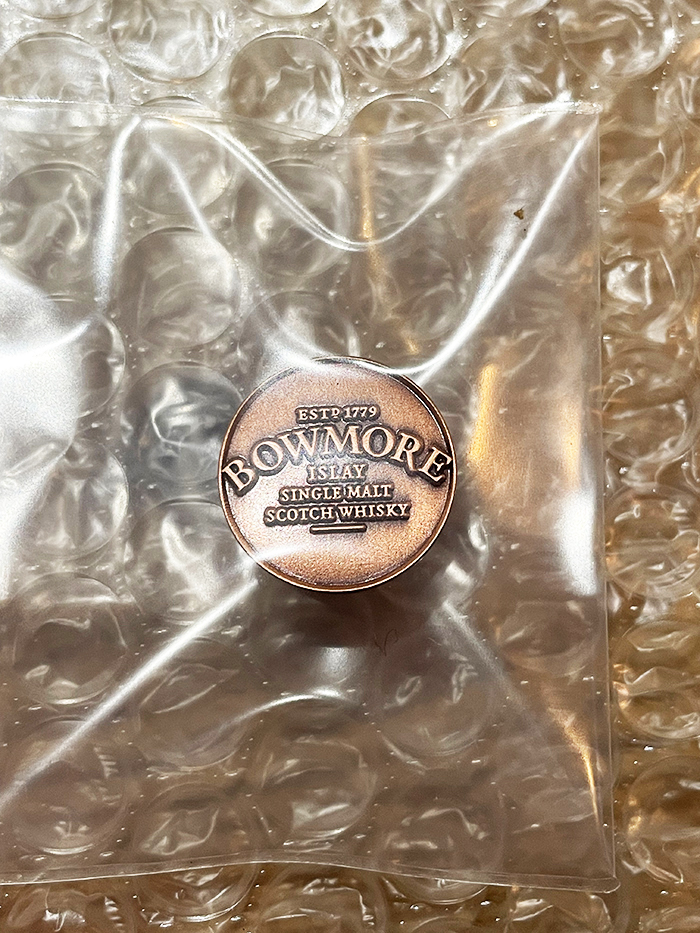 ESTD 1779
BOWMORE
ISLAY
SINGLE MALT
SCOTCH WHISKY